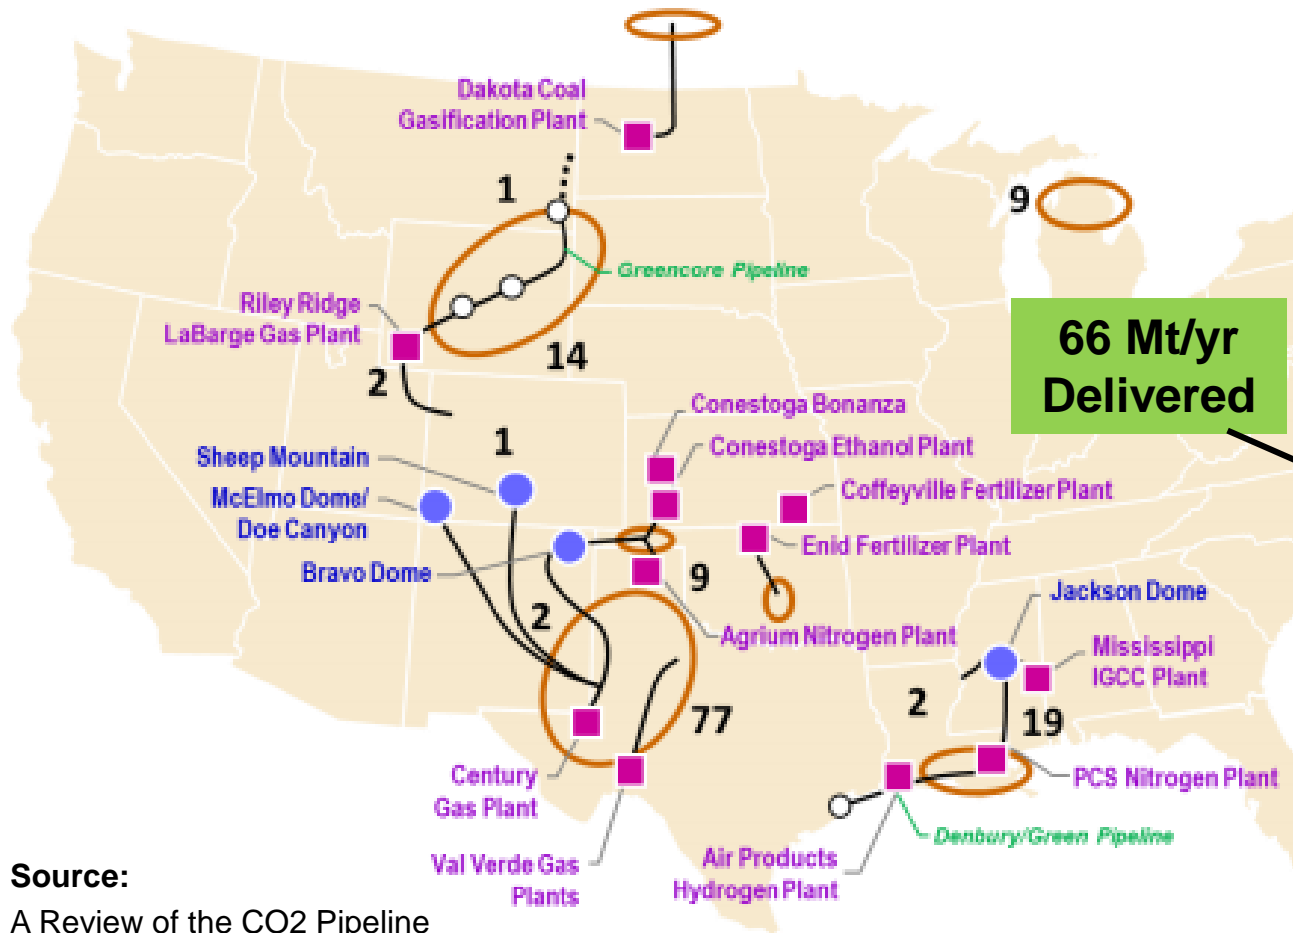 Dakota Coal
Gasification Plant
1
9
Greencore Pipeline
Riley Ridge
LaBarge Gas Plant
66 Mt/yr
Delivered
14
2
Conestoga Bonanza
1
Conestoga Ethanol Plant
Sheep Mountain
McElmo Dome/
Doe Canyon
Coffeyville Fertilizer Plant
Enid Fertilizer Plant
Bravo Dome
9
Jackson Dome
2
Agrium Nitrogen Plant
Mississippi
IGCC Plant
2
77
19
Century
Gas Plant
PCS Nitrogen Plant
Denbury/Green Pipeline
Val Verde Gas
Plants
Air Products
Hydrogen Plant
Source:
A Review of the CO2 Pipeline